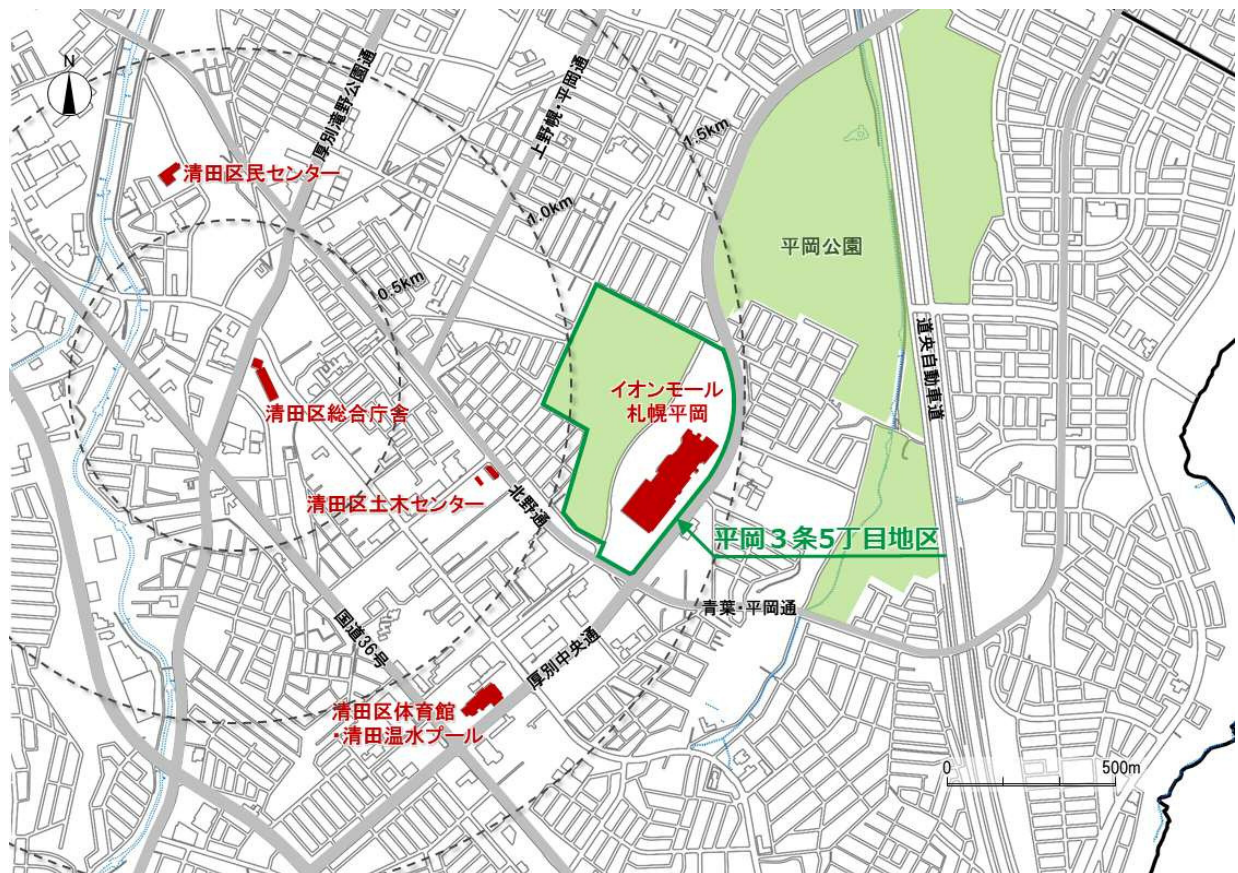 N
厚別滝野公園通
上野幌・平岡通
1.5km
清田区民センター
1.0km
平岡公園
0.5km
道央自動車道
イオンモール
札幌平岡
清田区総合庁舎
清田区土木センター
北野通
平岡3条5丁目地区
青葉・平岡通
国道36号
厚別中央通
清田区体育館
・清田温水プール
0 500m